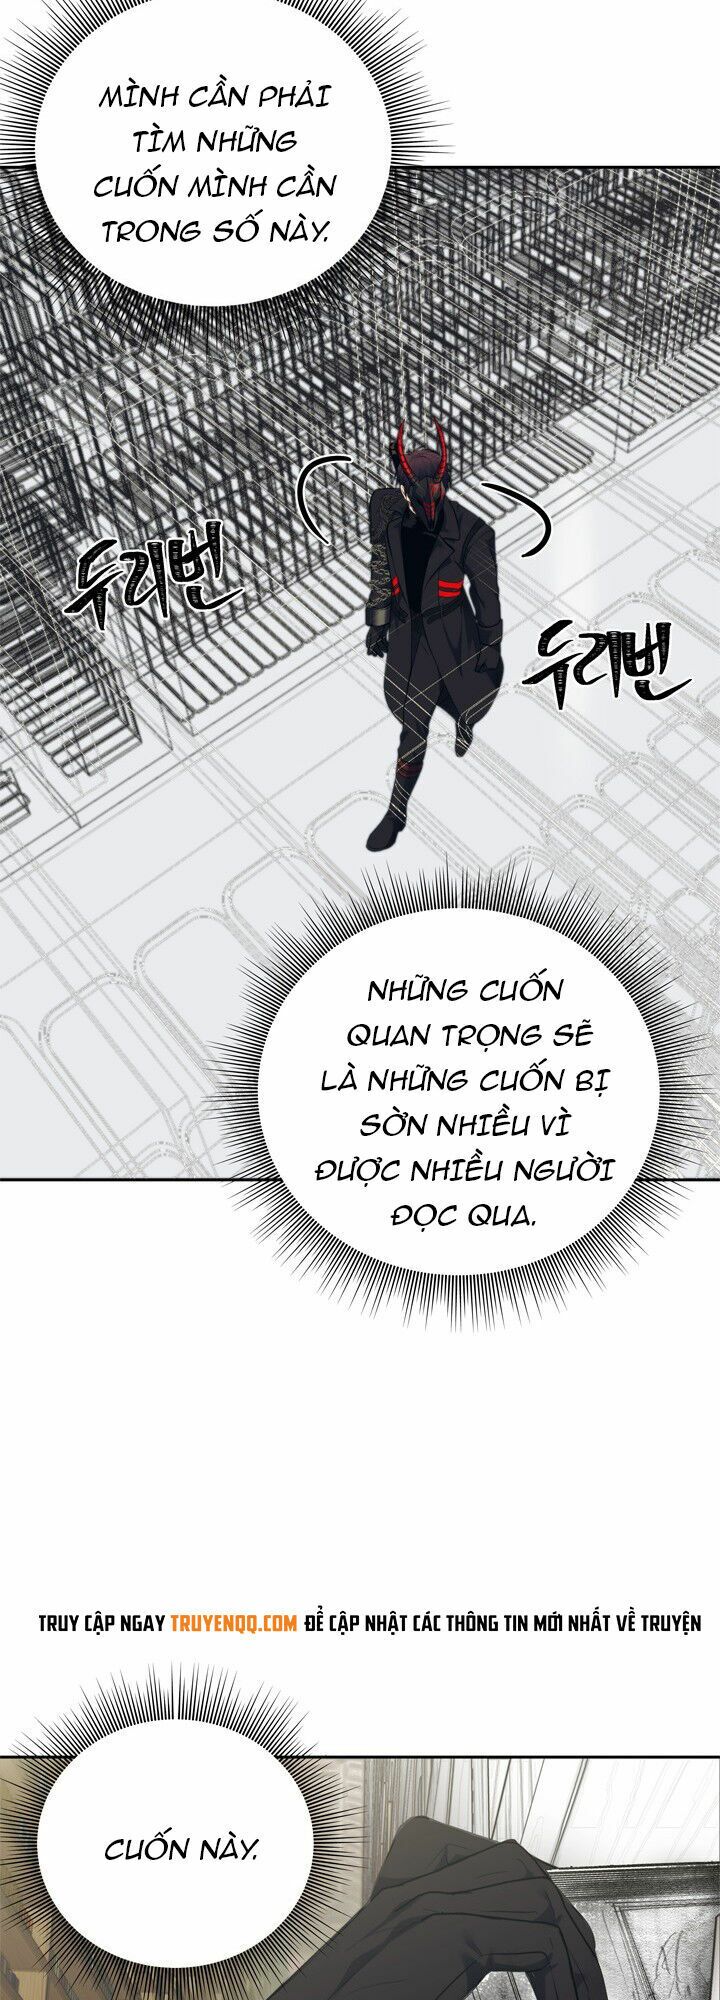 MÌNH CẦN PHẢI
TÌM NHỮNG
CUỐN MÌNH CẦN
TRONG SỐ NÀY.
두리번
두리번
NHỮNG CUỐN
QUAN TRỌNG SẼ
LÀ NHỮNG CUỐN BỊ
SỜN NHIỀU VÌ
ĐƯỢC NHIỀU NGƯỜI
ĐỌC QUA.
TRUY CẬP NGAY TRUYENQQ.COM ĐỂ CẬP NHẬT CÁC THÔNG TIN MỚI NHẤT VỀ TRUYỆN
CUỐN NÀY.